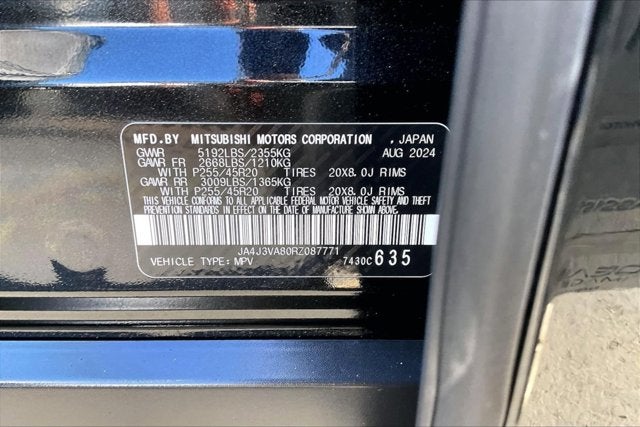 MFD.BY MITSUBISHI MOTORS CORPORATION , JAPAN
GVWR 5192LBS/2355KG AUG 2024
GAWR FR 2668LBS/1210KG
WITH P255/45R20 TIRES 20X8.0J RIMS
GAWR RR 3009LBS/1365KG
WITH P255/45R20 TIRES 20X8.0J RIMS
THIS VEHICLE CONFORMS TO ALL APPLICABLE FEDERAL MOTOR VEHICLE SAFETY, BUMPER AND THEFT
PREVENTION STANDARDS IN EFFECT ON THE DATE OF MANUFACTURE SHOWN ABOVE.
JA4J3VA80RZ087771
VEHICLE TYPE:MPV 7430C635